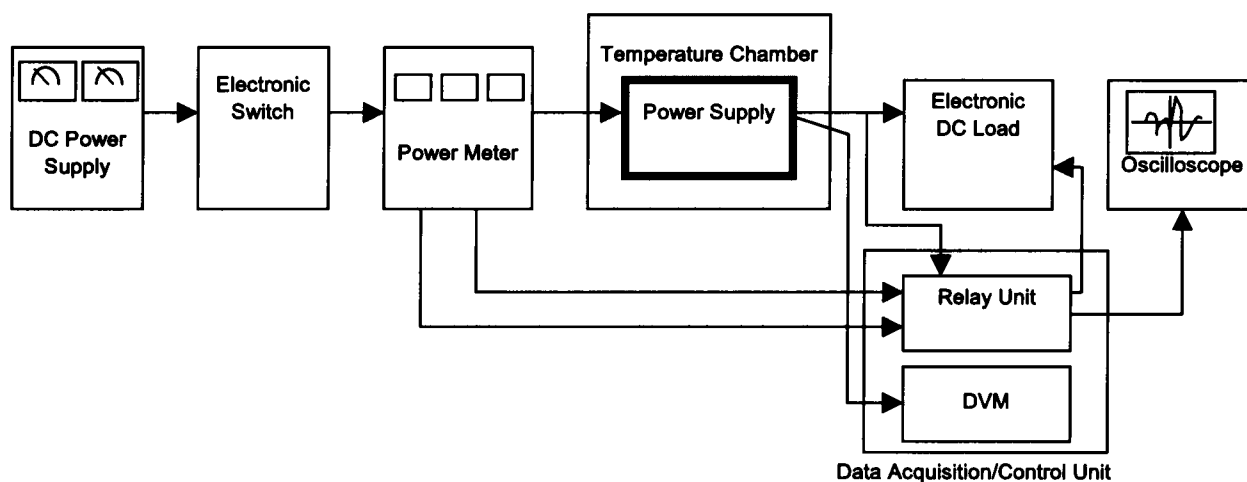 DC Power
Supply
Electronic
Switch
Power Meter
Temperature Chamber
Power Supply
Electronic
DC Load
Oscilloscope
Relay Unit
DVM
Data Acquisition/Control Unit